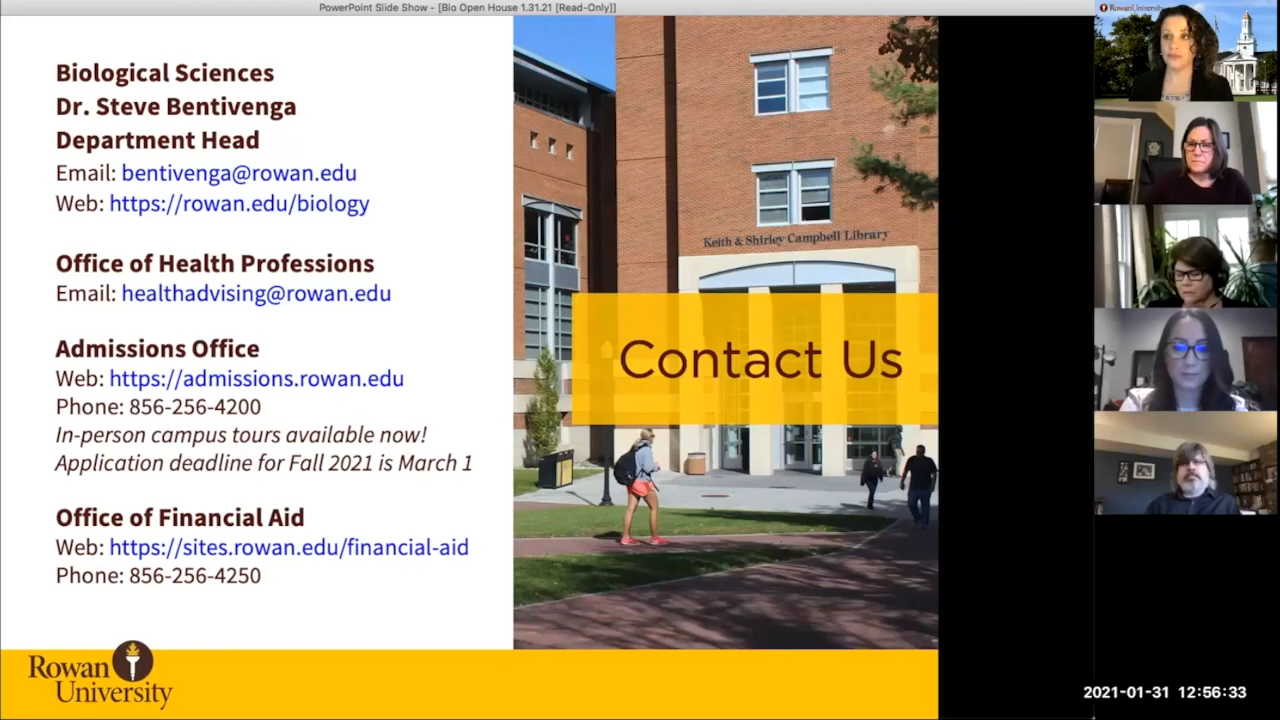 PowerPoint Slide Show - [Bio Open House 1.31.21 [Read-Only]]
Biological Sciences
Dr. Steve Bentivenga
Department Head
Email: bentivenga@rowan.edu
Web: https://rowan.edu/biology
Office of Health Professions
Email: healthadvising@rowan.edu
Admissions Office
Web: https://admissions.rowan.edu
Phone: 856-256-4200
In-person campus tours available now!
Application deadline for Fall 2021 is March 1
Office of Financial Aid
Web: https://sites.rowan.edu/financial-aid
Phone: 856-256-4250
Keith & Shirley Campbell Library
Contact Us
Rowan
University
RowanUniversity
2021-01-31 12:56:33